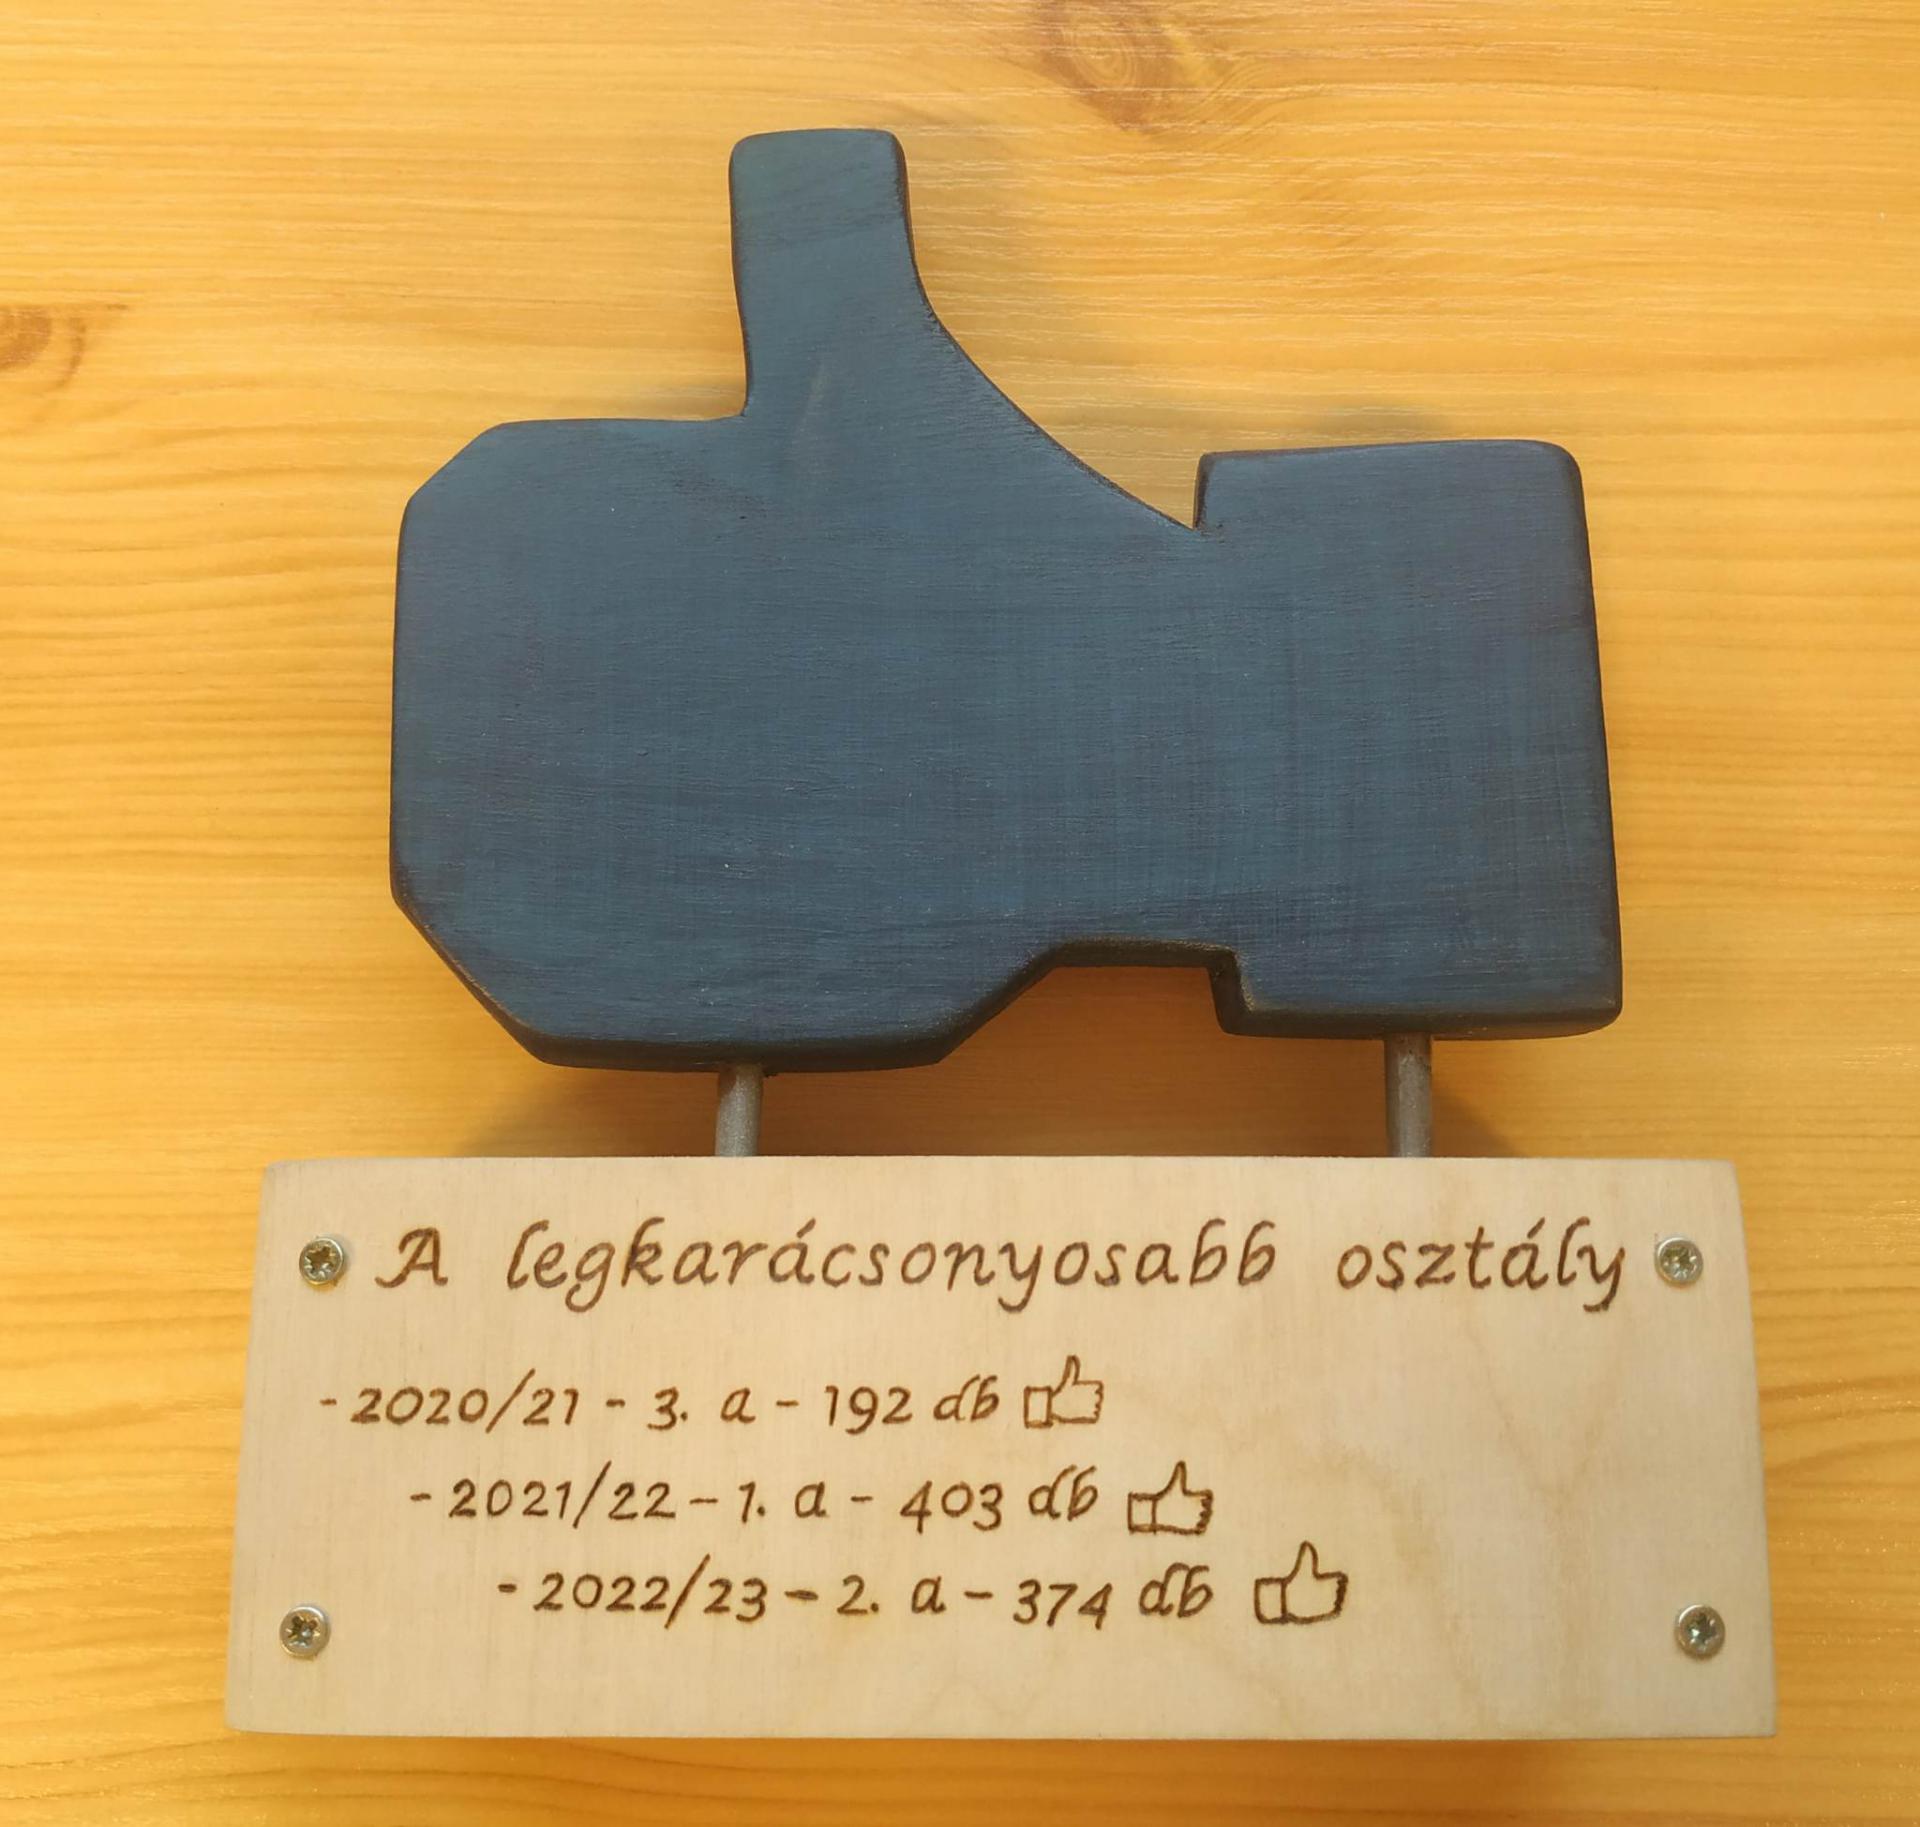 A legkarácsonyosabb osztály
- 2020/21 - 3. a - 192 db
- 2021/22 - 1. a - 403 db
- 2022/23 - 2. a - 374 db